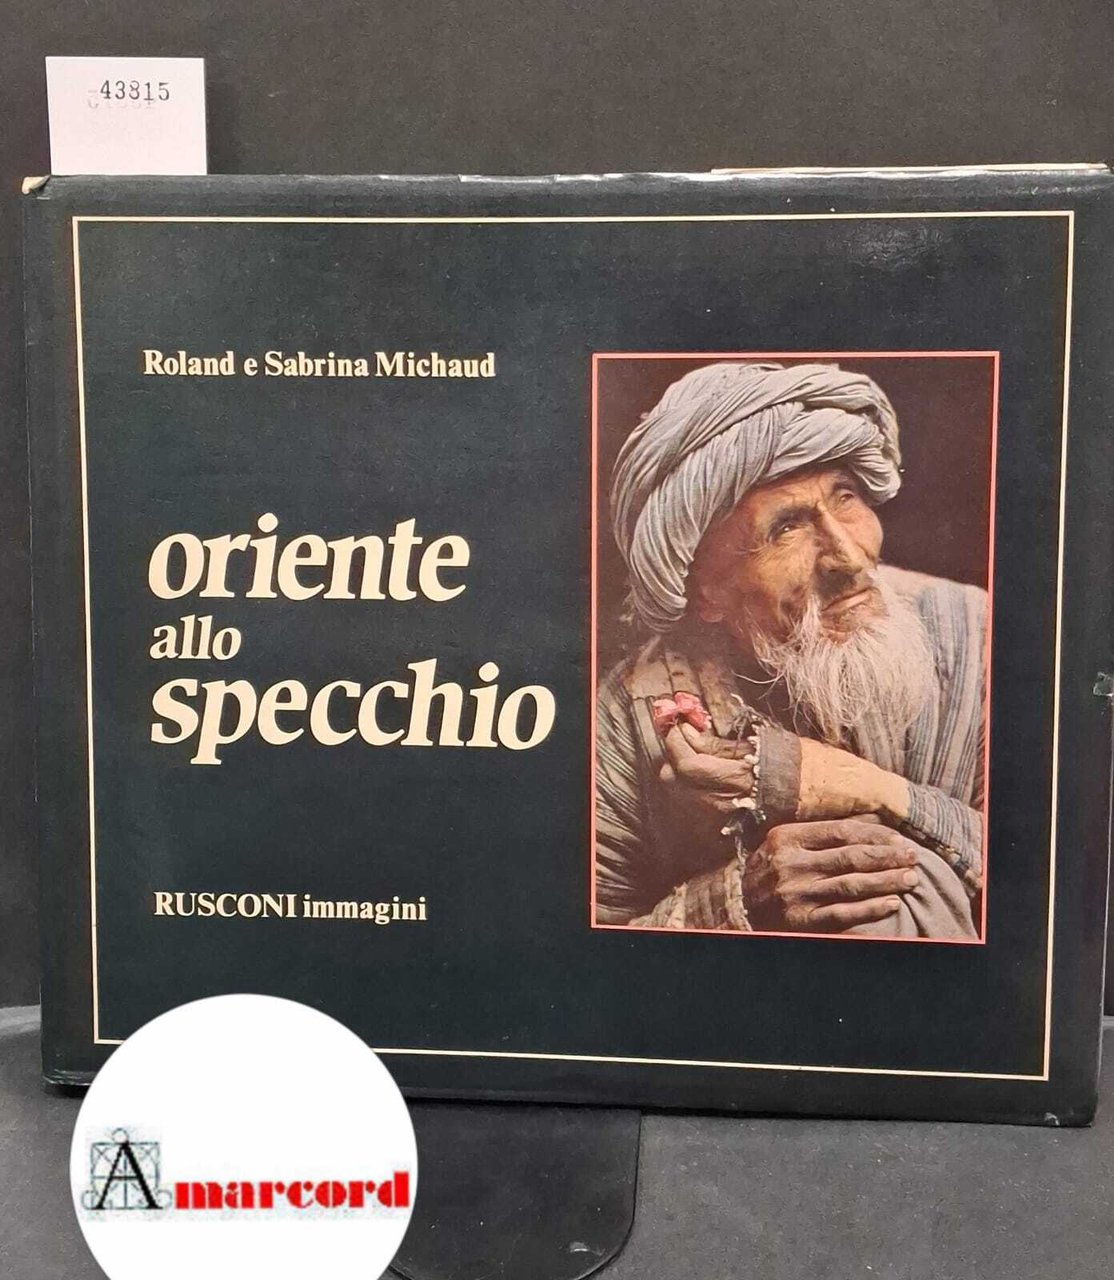 43815
Roland e Sabrina Michaud
oriente
allo
specchio
RUSCONI immagini
Amarcord